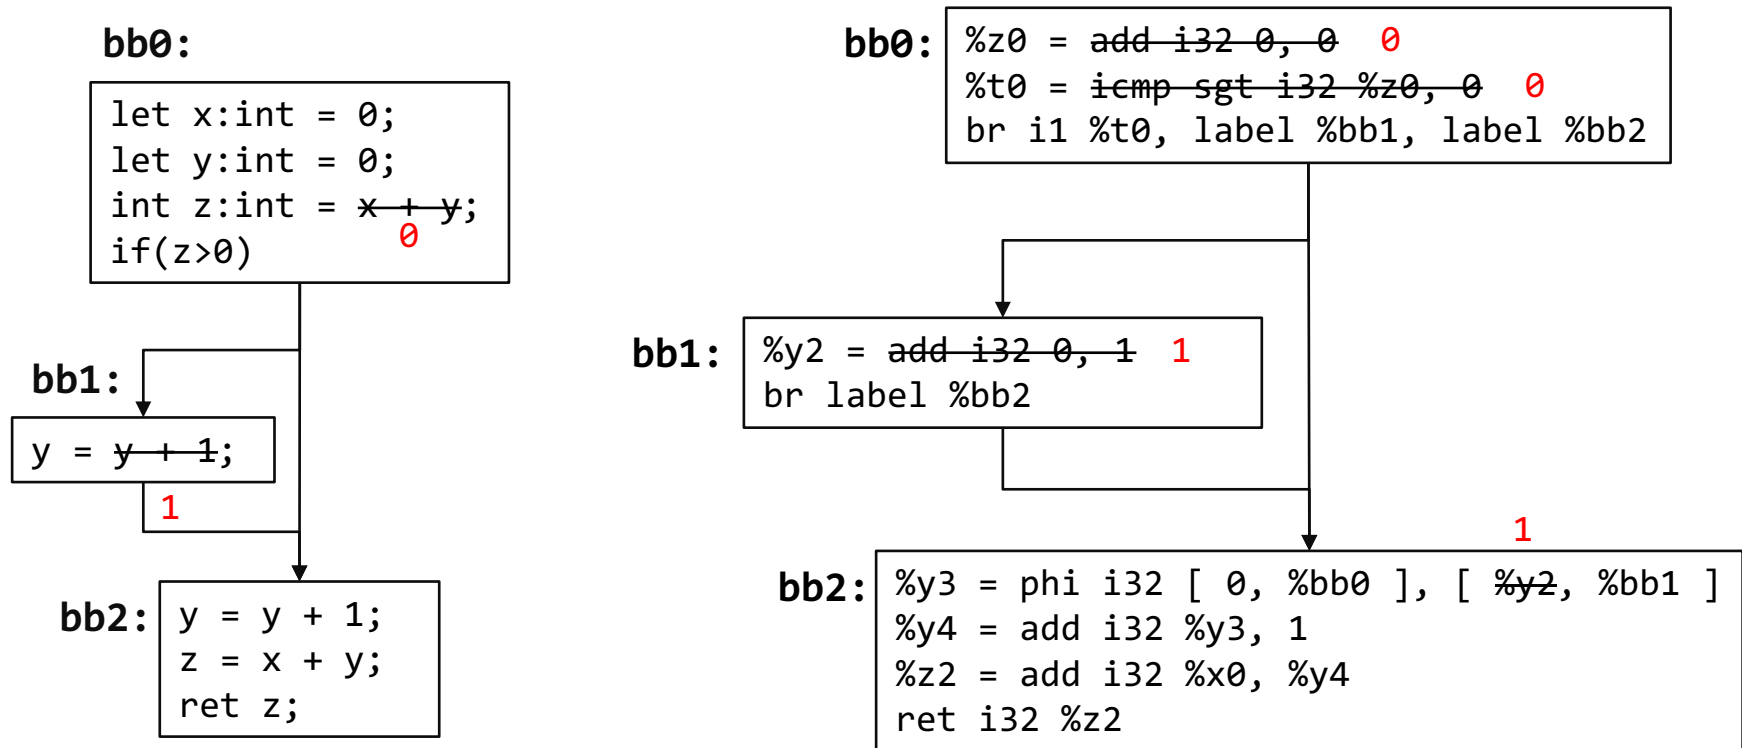 bb0:
let x:int = 0;
let y:int = 0;
int z:int = x + y;
0
if(z>0)
bb1:
y = y + 1;
1
bb2:
y = y + 1;
z = x + y;
ret z;
bb0:
%z0 = add i32 0, 0 0
%t0 = icmp sgt i32 %z0, 0 0
br i1 %t0, label %bb1, label %bb2
bb1:
%y2 = add i32 0, 1 1
br label %bb2
1
bb2:
%y3 = phi i32 [ 0, %bb0 ], [ %y2, %bb1 ]
%y4 = add i32 %y3, 1
%z2 = add i32 %x0, %y4
ret i32 %z2